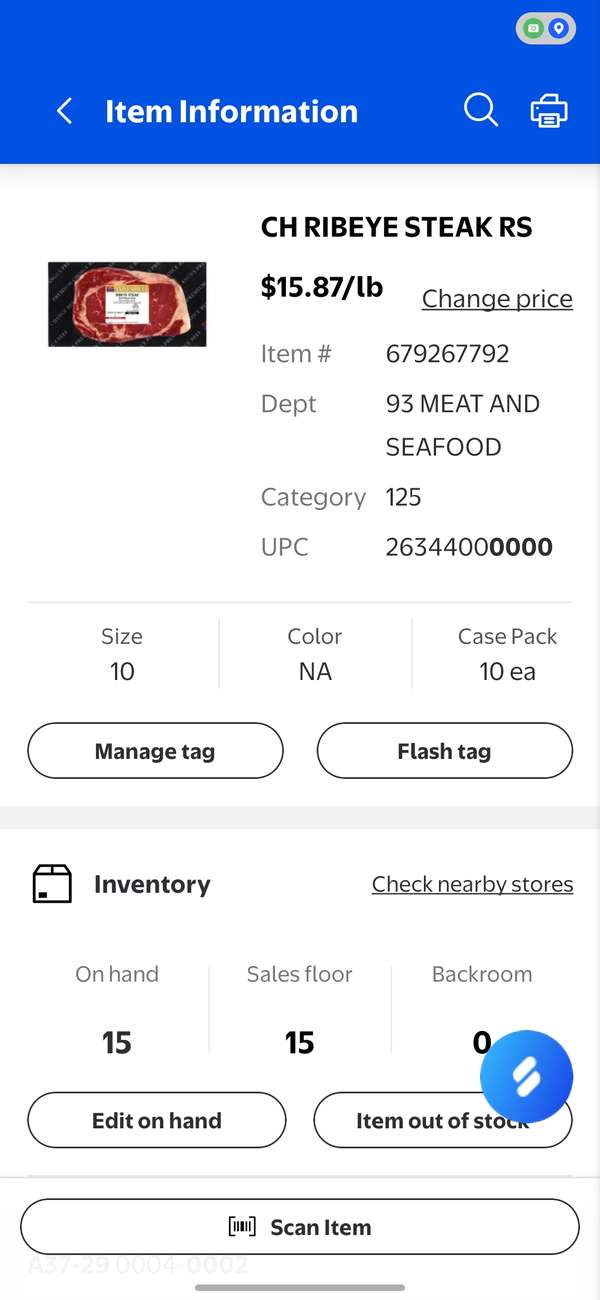 Item Information
CH RIBEYE STEAK RS
$15.87/lb
Change price
Item # 679267792
Dept 93 MEAT AND
SEAFOOD
Category 125
UPC 26344000000
Size Color Case Pack
10 NA 10 ea
Manage tag Flash tag
Inventory Check nearby stores
On hand Sales floor Backroom
15 15 0
Edit on hand Item out of stock
Scan Item
A37-29 0004-0002